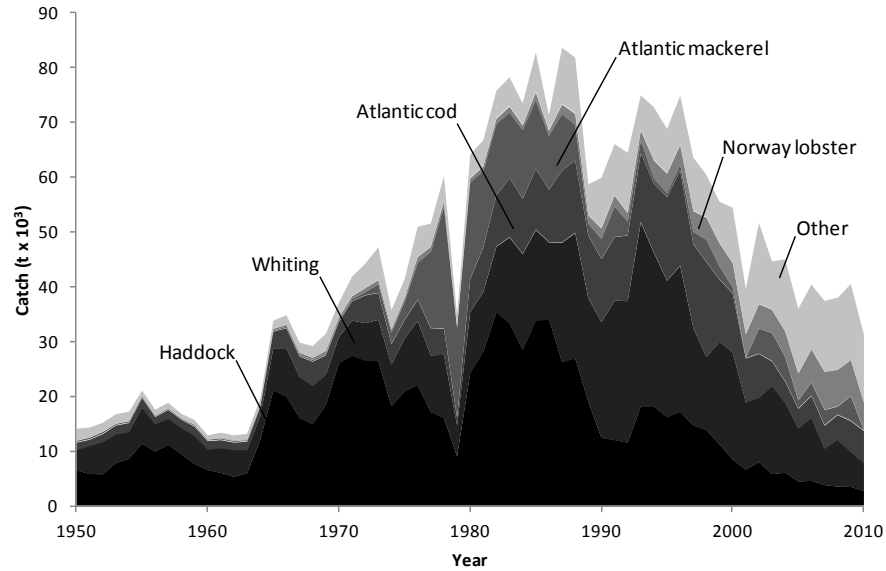 90
80
70
60
50
40
30
20
10
0
Catch (t x 10³)
Atlantic mackerel
Atlantic cod
Norway lobster
Whiting
Other
Haddock
1950 1960 1970 1980 1990 2000 2010
Year